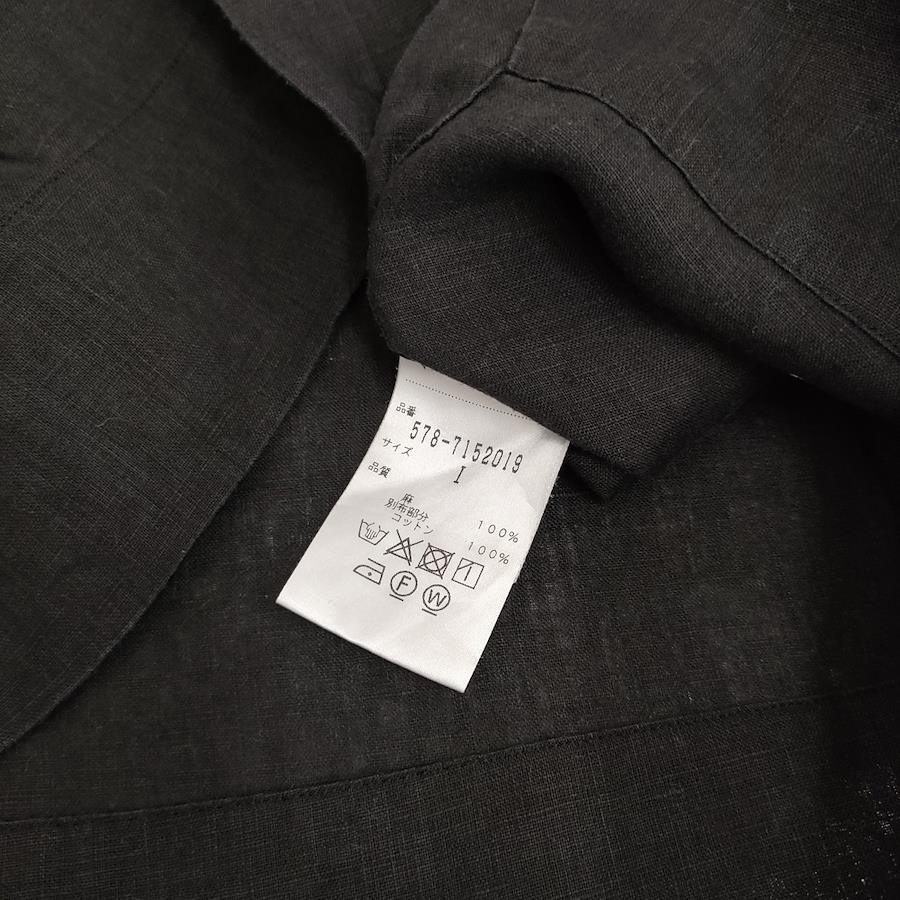 品番
578-7152019
サイズ
I
品質
麻 100%
別布部分
コットン 100%
F W